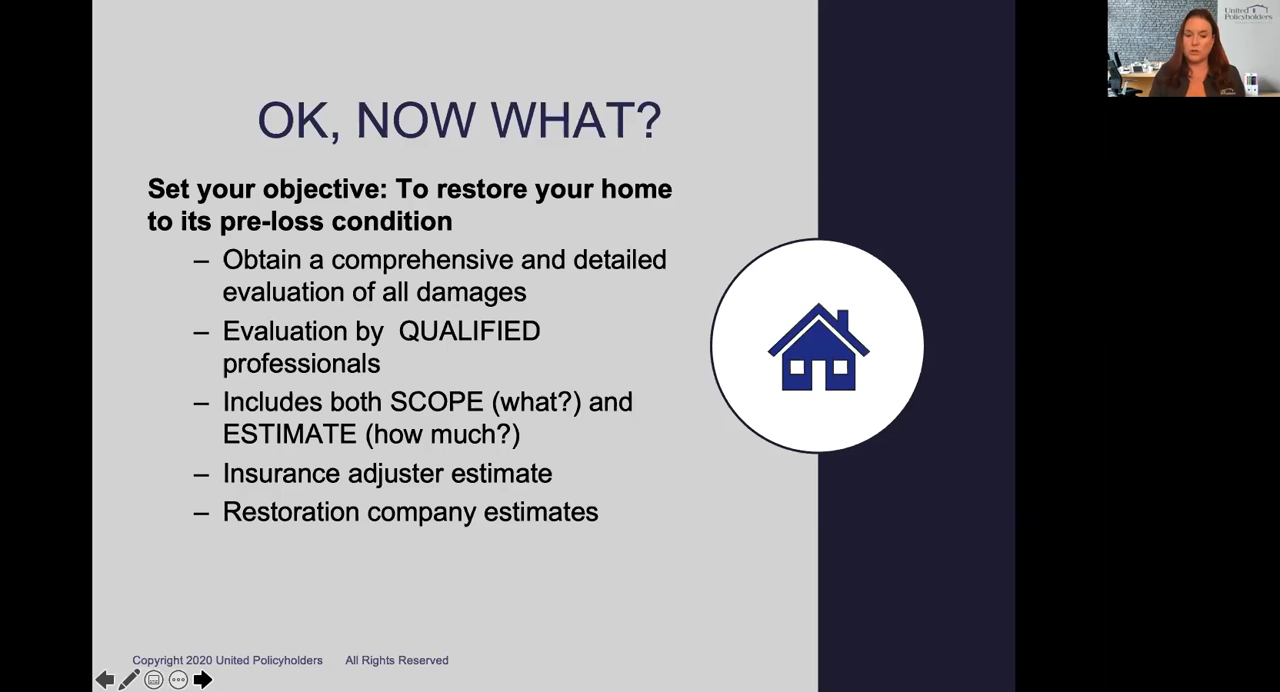 United
Policyholders
OK, NOW WHAT?
Set your objective: To restore your home
to its pre-loss condition
– Obtain a comprehensive and detailed
evaluation of all damages
– Evaluation by  QUALIFIED
professionals
– Includes both SCOPE (what?) and
ESTIMATE (how much?)
– Insurance adjuster estimate
– Restoration company estimates
Copyright 2020 United Policyholders All Rights Reserved